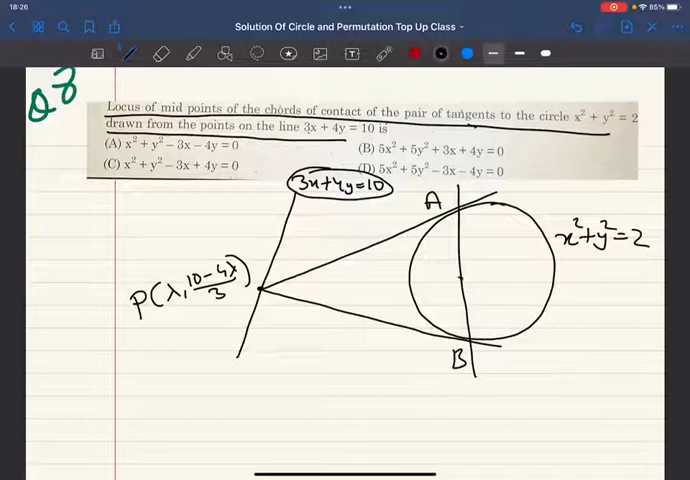 18:26
85%
Solution Of Circle and Permutation Top Up Class
Q8
Locus of mid points of the chords of contact of the pair of tangents to the circle x² + y² = 2
drawn from the points on the line 3x + 4y = 10 is
(A) x² + y² − 3x − 4y = 0
(B) 5x² + 5y² + 3x + 4y = 0
(C) x² + y² − 3x + 4y = 0
(D) 5x² + 5y² − 3x − 4y = 0
3x+4y=10
A
x²+y²=2
P(λ, 10-4λ/3)
B